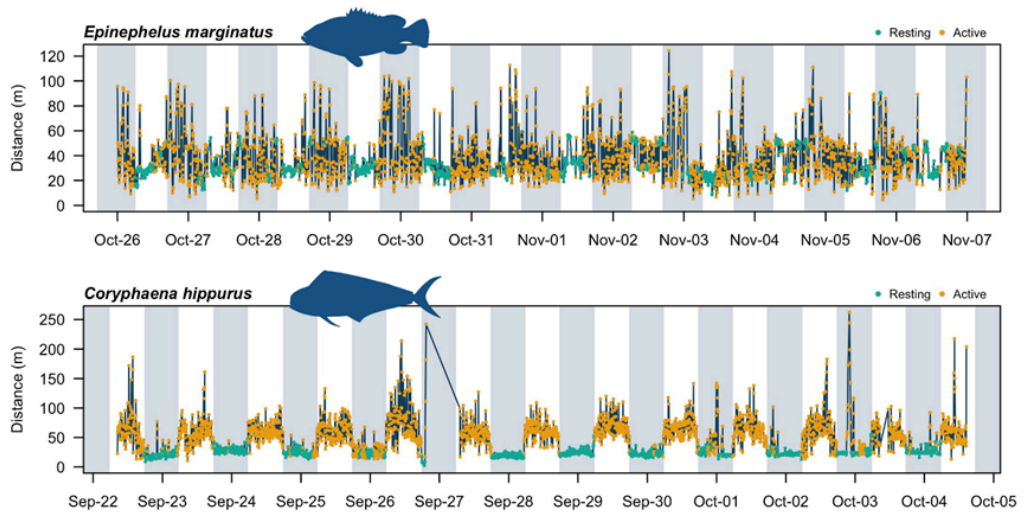 Epinephelus marginatus
Resting Active
Distance (m)
120
100
80
60
40
20
0
Oct-26 Oct-27 Oct-28 Oct-29 Oct-30 Oct-31 Nov-01 Nov-02 Nov-03 Nov-04 Nov-05 Nov-06 Nov-07
Coryphaena hippurus
Resting Active
Distance (m)
250
200
150
100
50
0
Sep-22 Sep-23 Sep-24 Sep-25 Sep-26 Sep-27 Sep-28 Sep-29 Sep-30 Oct-01 Oct-02 Oct-03 Oct-04 Oct-05